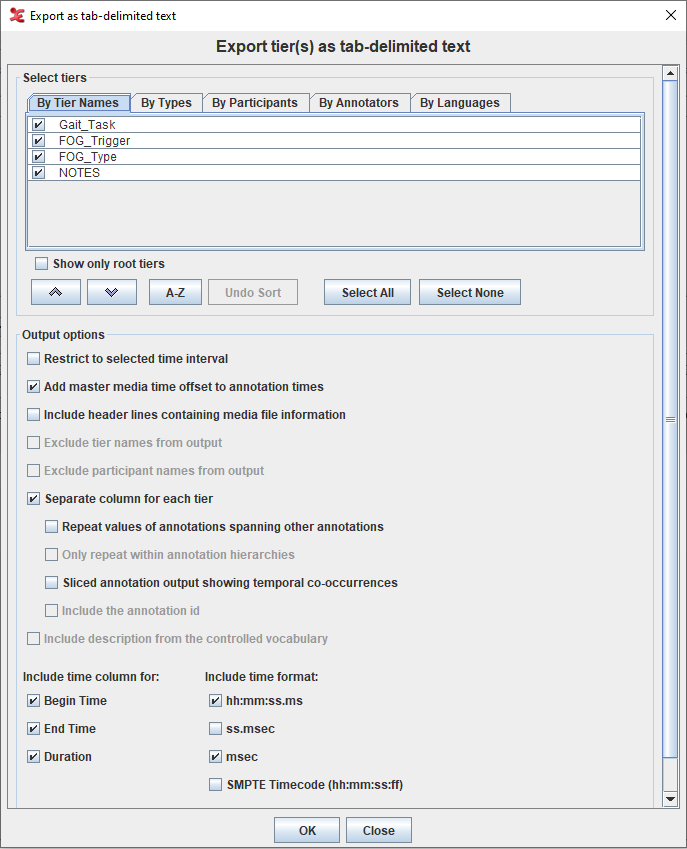 Export as tab-delimited text
Export tier(s) as tab-delimited text
Select tiers
By Tier Names By Types By Participants By Annotators By Languages
Gait_Task
FOG_Trigger
FOG_Type
NOTES
Show only root tiers
A-Z Undo Sort Select All Select None
Output options
Restrict to selected time interval
Add master media time offset to annotation times
Include header lines containing media file information
Exclude tier names from output
Exclude participant names from output
Separate column for each tier
Repeat values of annotations spanning other annotations
Only repeat within annotation hierarchies
Sliced annotation output showing temporal co-occurrences
Include the annotation id
Include description from the controlled vocabulary
Include time column for: Include time format:
Begin Time hh:mm:ss.ms
End Time ss.msec
Duration msec
SMPTE Timecode (hh:mm:ss:ff)
OK Close